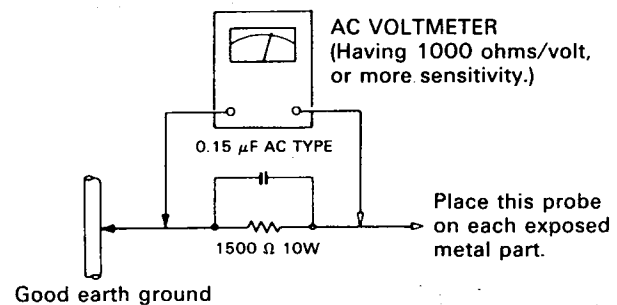 AC VOLTMETER
(Having 1000 ohms/volt,
or more sensitivity.)
0.15 μF AC TYPE
1500 Ω 10W
Place this probe
on each exposed
metal part.
Good earth ground